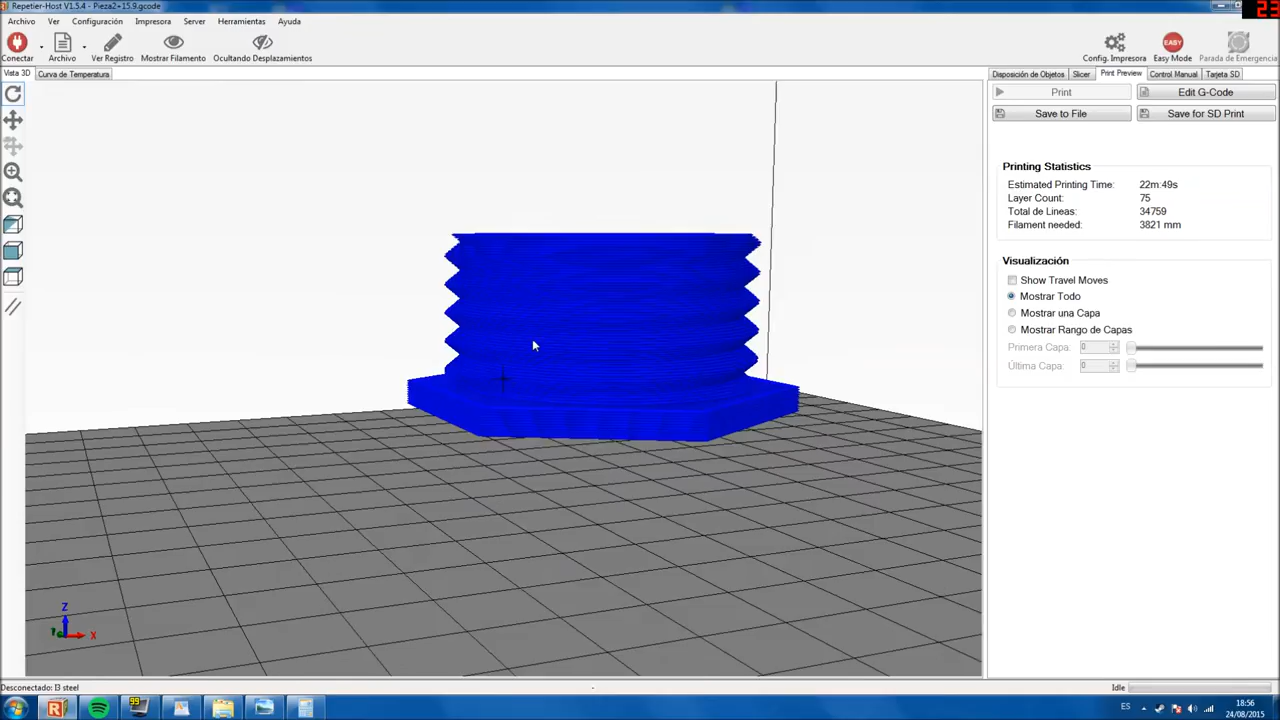 Repetier-Host V1.5.4 - Pieza2+15.9.gcode
23
Archivo Ver Configuración Impresora Server Herramientas Ayuda
Conectar Archivo Ver Registro Mostrar Filamento Ocultando Desplazamientos Config. Impresora EASY Easy Mode Parada de Emergencia
Vista 3D Curva de Temperatura
Disposición de Objetos Slicer Print Preview Control Manual Tarjeta SD
Print Edit G-Code
Save to File Save for SD Print
Printing Statistics
Estimated Printing Time: 22m:49s
Layer Count: 75
Total de Lineas: 34759
Filament needed: 3821 mm
Visualización
Show Travel Moves
Mostrar Todo
Mostrar una Capa
Mostrar Rango de Capas
Primera Capa: 0
Última Capa: 0
Z
Y
X
Desconectado: I3 steel - Idle
99
ES 18:56
24/08/2015